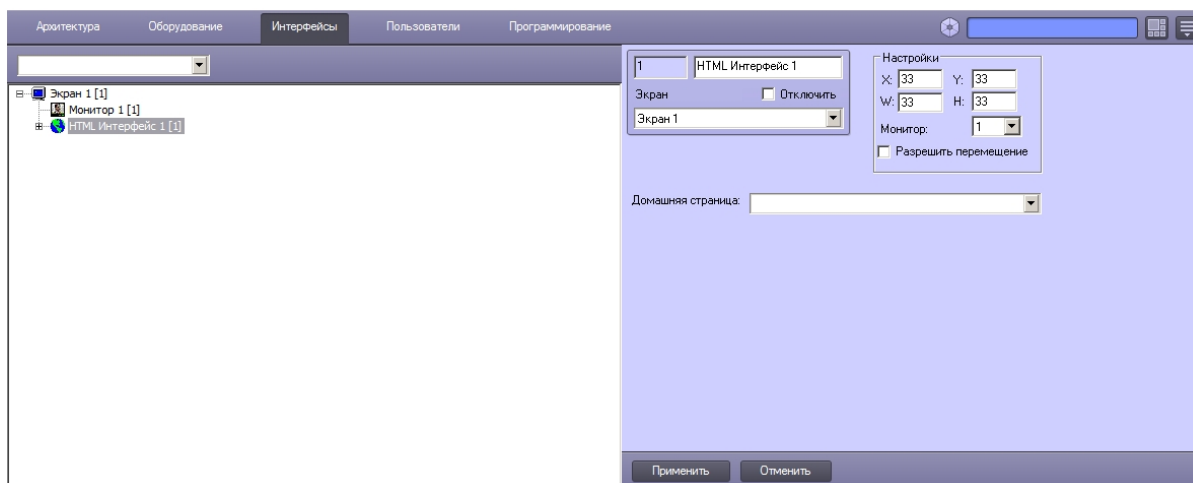 Архитектура Оборудование Интерфейсы Пользователи Программирование
Экран 1 [1]
Монитор 1 [1]
HTML Интерфейс 1 [1]
1 HTML Интерфейс 1
Экран Отключить
Экран 1
Настройки
X: 33 Y: 33
W: 33 H: 33
Монитор: 1
Разрешить перемещение
Домашняя страница:
Применить Отменить